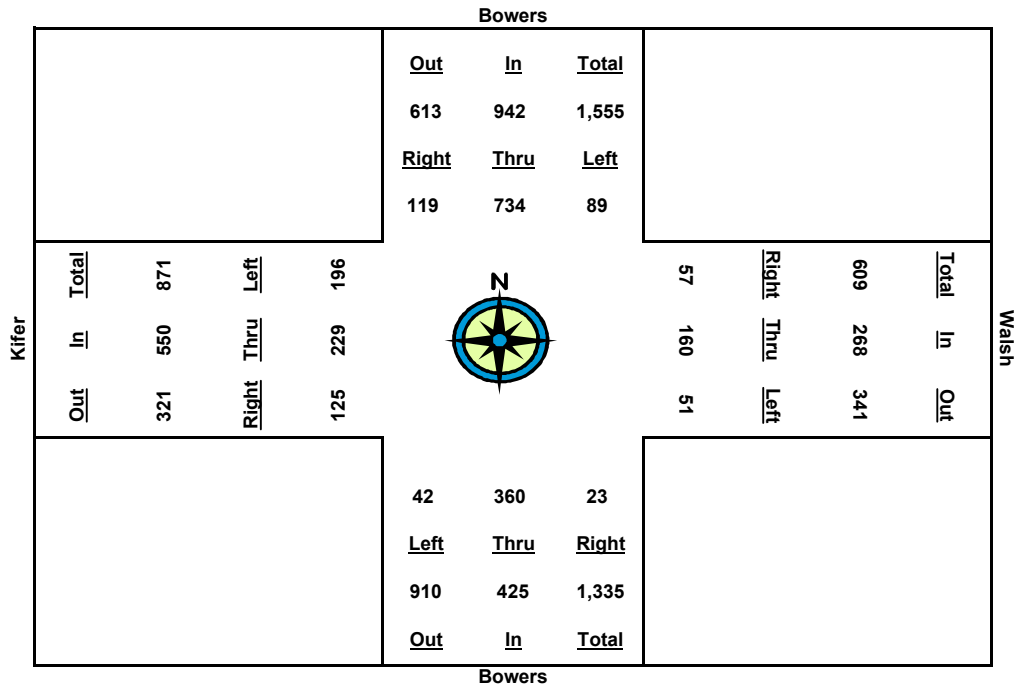 Bowers
Out In Total
613 942 1,555
Right Thru Left
119 734 89
Kifer
Total In Out
871 550 321
Left Thru Right
196 229 125
N
57 160 51
Right Thru Left
609 268 341
Total In Out
Walsh
42 360 23
Left Thru Right
910 425 1,335
Out In Total
Bowers